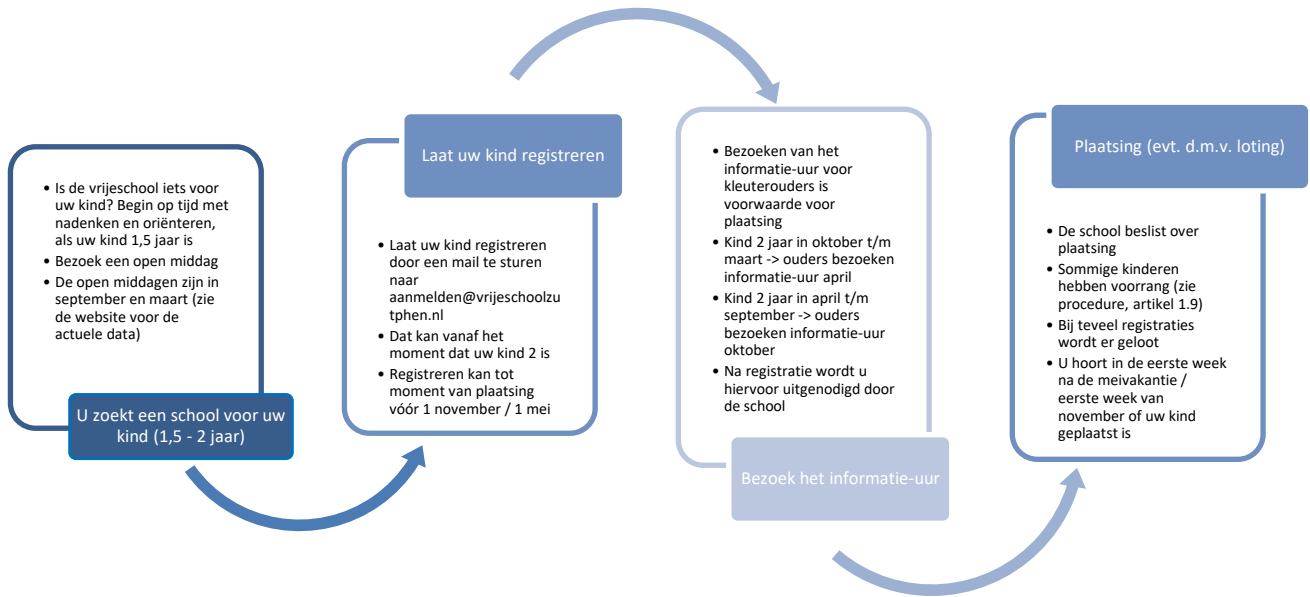 • Is de vrijeschool iets voor
uw kind? Begin op tijd met
nadenken en oriënteren,
als uw kind 1,5 jaar is
• Bezoek een open middag
• De open middagen zijn in
september en maart (zie
de website voor de
actuele data)
U zoekt een school voor uw
kind (1,5 - 2 jaar)
Laat uw kind registreren
• Laat uw kind registreren
door een mail te sturen
naar
aanmelden@vrijeschoolzu
tphen.nl
• Dat kan vanaf het
moment dat uw kind 2 is
• Registreren kan tot
moment van plaatsing
vóór 1 november / 1 mei
• Bezoeken van het
informatie-uur voor
kleuterouders is
voorwaarde voor
plaatsing
• Kind 2 jaar in oktober t/m
maart -> ouders bezoeken
informatie-uur april
• Kind 2 jaar in april t/m
september -> ouders
bezoeken informatie-uur
oktober
• Na registratie wordt u
hiervoor uitgenodigd door
de school
Bezoek het informatie-uur
Plaatsing (evt. d.m.v. loting)
• De school beslist over
plaatsing
• Sommige kinderen
hebben voorrang (zie
procedure, artikel 1.9)
• Bij teveel registraties
wordt er geloot
• U hoort in de eerste week
na de meivakantie /
eerste week van
november of uw kind
geplaatst is